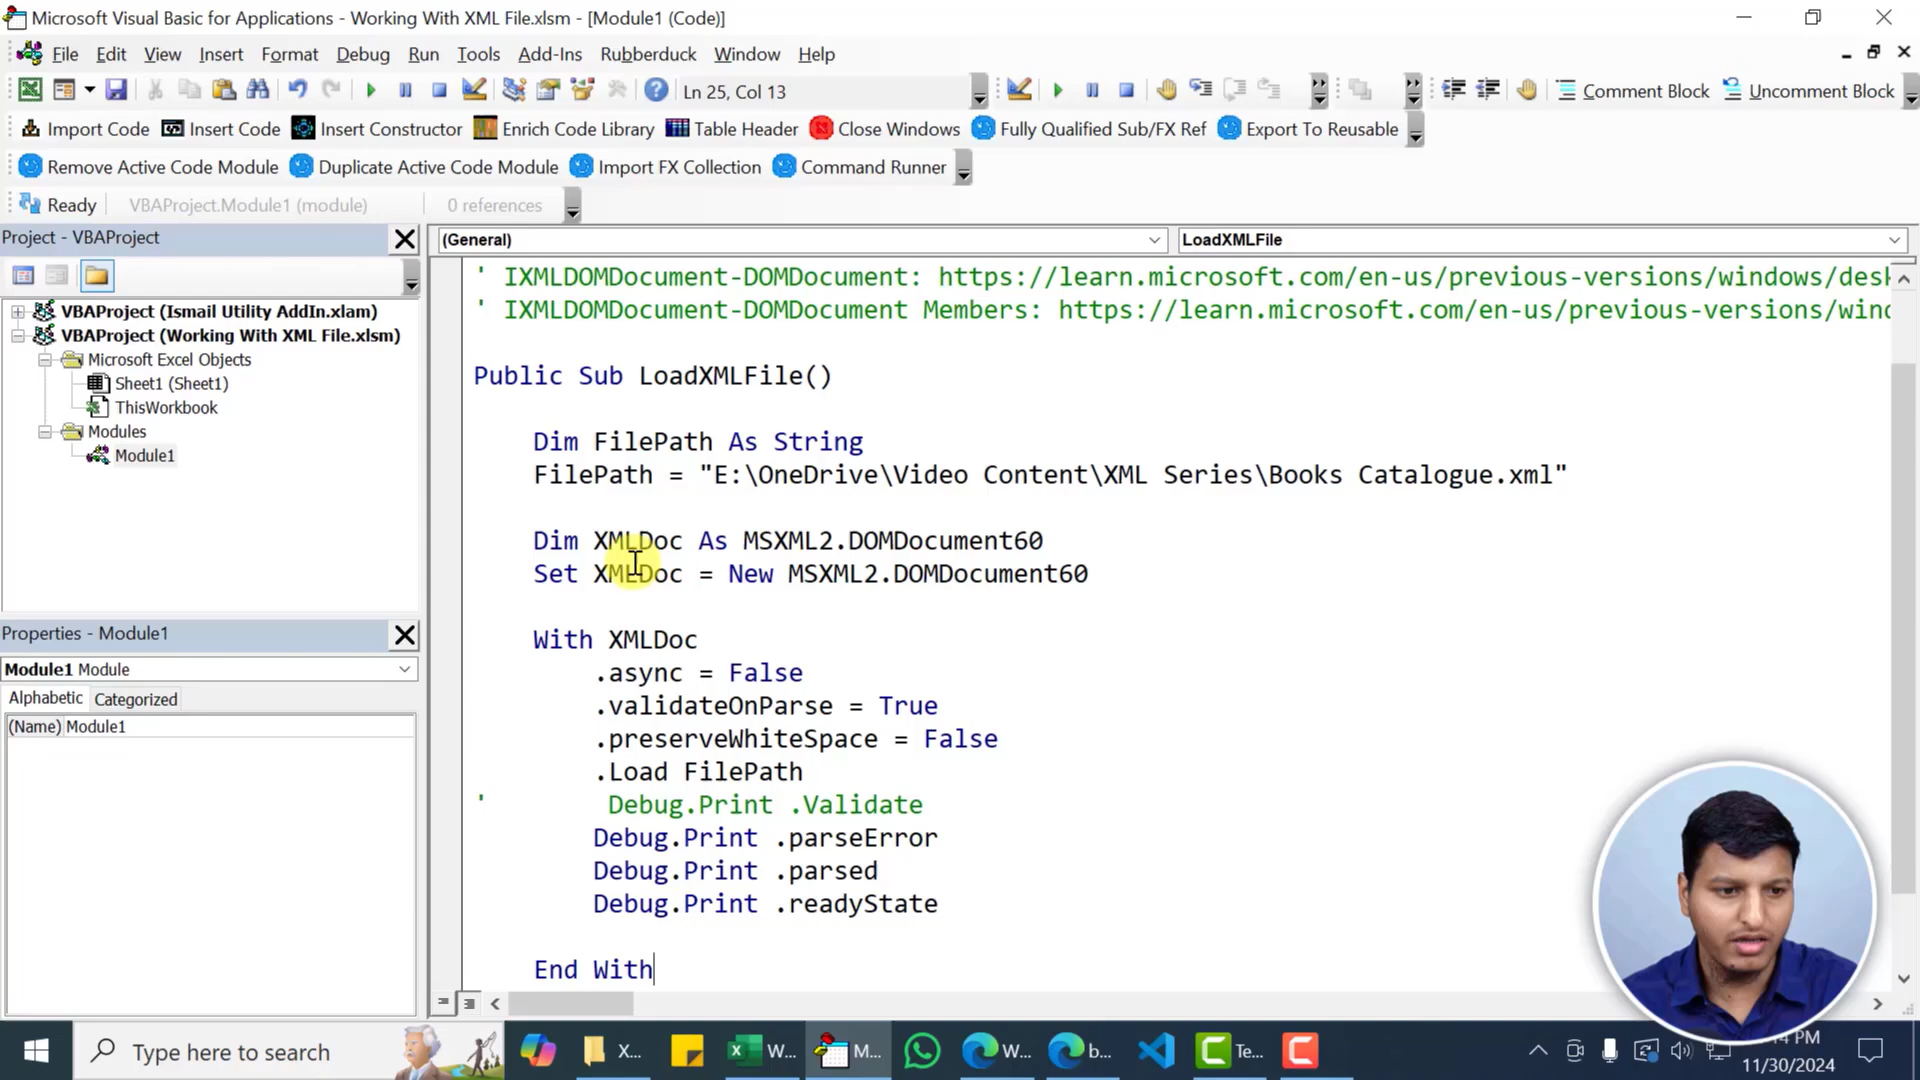 Microsoft Visual Basic for Applications - Working With XML File.xlsm - [Module1 (Code)]
File Edit View Insert Format Debug Run Tools Add-Ins Rubberduck Window Help
Ln 25, Col 13
Comment Block Uncomment Block
Import Code Insert Code Insert Constructor Enrich Code Library Table Header Close Windows Fully Qualified Sub/FX Ref Export To Reusable
Remove Active Code Module Duplicate Active Code Module Import FX Collection Command Runner
Ready VBAProject.Module1 (module) 0 references
Project - VBAProject
VBAProject (Ismail Utility AddIn.xlam)
VBAProject (Working With XML File.xlsm)
Microsoft Excel Objects
Sheet1 (Sheet1)
ThisWorkbook
Modules
Module1
Properties - Module1
Module1 Module
Alphabetic Categorized
(Name) Module1
(General) LoadXMLFile
' IXMLDOMDocument-DOMDocument: https://learn.microsoft.com/en-us/previous-versions/windows/desk
' IXMLDOMDocument-DOMDocument Members: https://learn.microsoft.com/en-us/previous-versions/wind
Public Sub LoadXMLFile()
Dim FilePath As String
FilePath = "E:\OneDrive\Video Content\XML Series\Books Catalogue.xml"
Dim XMLDoc As MSXML2.DOMDocument60
Set XMLDoc = New MSXML2.DOMDocument60
With XMLDoc
.async = False
.validateOnParse = True
.preserveWhiteSpace = False
.Load FilePath
' Debug.Print .Validate
Debug.Print .parseError
Debug.Print .parsed
Debug.Print .readyState
End With
Type here to search
X... W... M... W... b... Te...
PM
11/30/2024